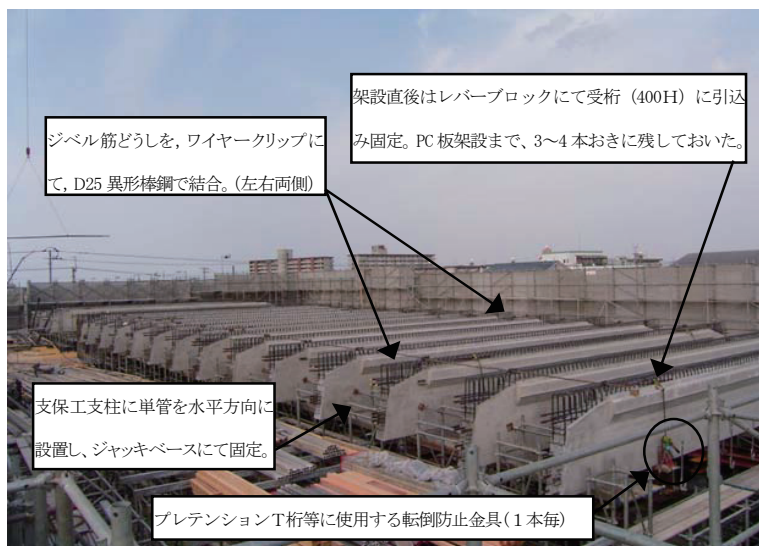 架設直後はレバーブロックにて受桁（400H）に引込
み固定。PC板架設まで、3～4本おきに残しておいた。
ジベル筋どうしを，ワイヤークリップに
て，D25 異形棒鋼で結合。（左右両側）
支保工支柱に単管を水平方向に
設置し、ジャッキベースにて固定。
プレテンションＴ桁等に使用する転倒防止金具（１本毎）